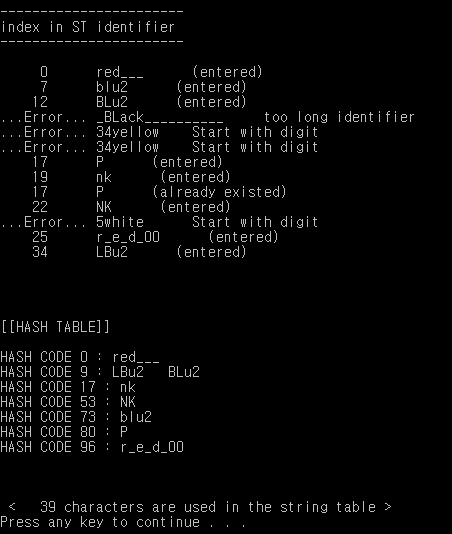 -----------------------
index in ST identifier
-----------------------
0 red___ (entered)
7 blu2 (entered)
12 BLu2 (entered)
...Error... _BLack__________ too long identifier
...Error... 34yellow Start with digit
...Error... 34yellow Start with digit
17 P (entered)
19 nk (entered)
17 P (already existed)
22 NK (entered)
...Error... 5white Start with digit
25 r_e_d_00 (entered)
34 LBu2 (entered)
[[HASH TABLE]]
HASH CODE 0 : red___
HASH CODE 9 : LBu2 BLu2
HASH CODE 17 : nk
HASH CODE 53 : NK
HASH CODE 73 : blu2
HASH CODE 80 : P
HASH CODE 96 : r_e_d_00
< 39 characters are used in the string table >
Press any key to continue . . .